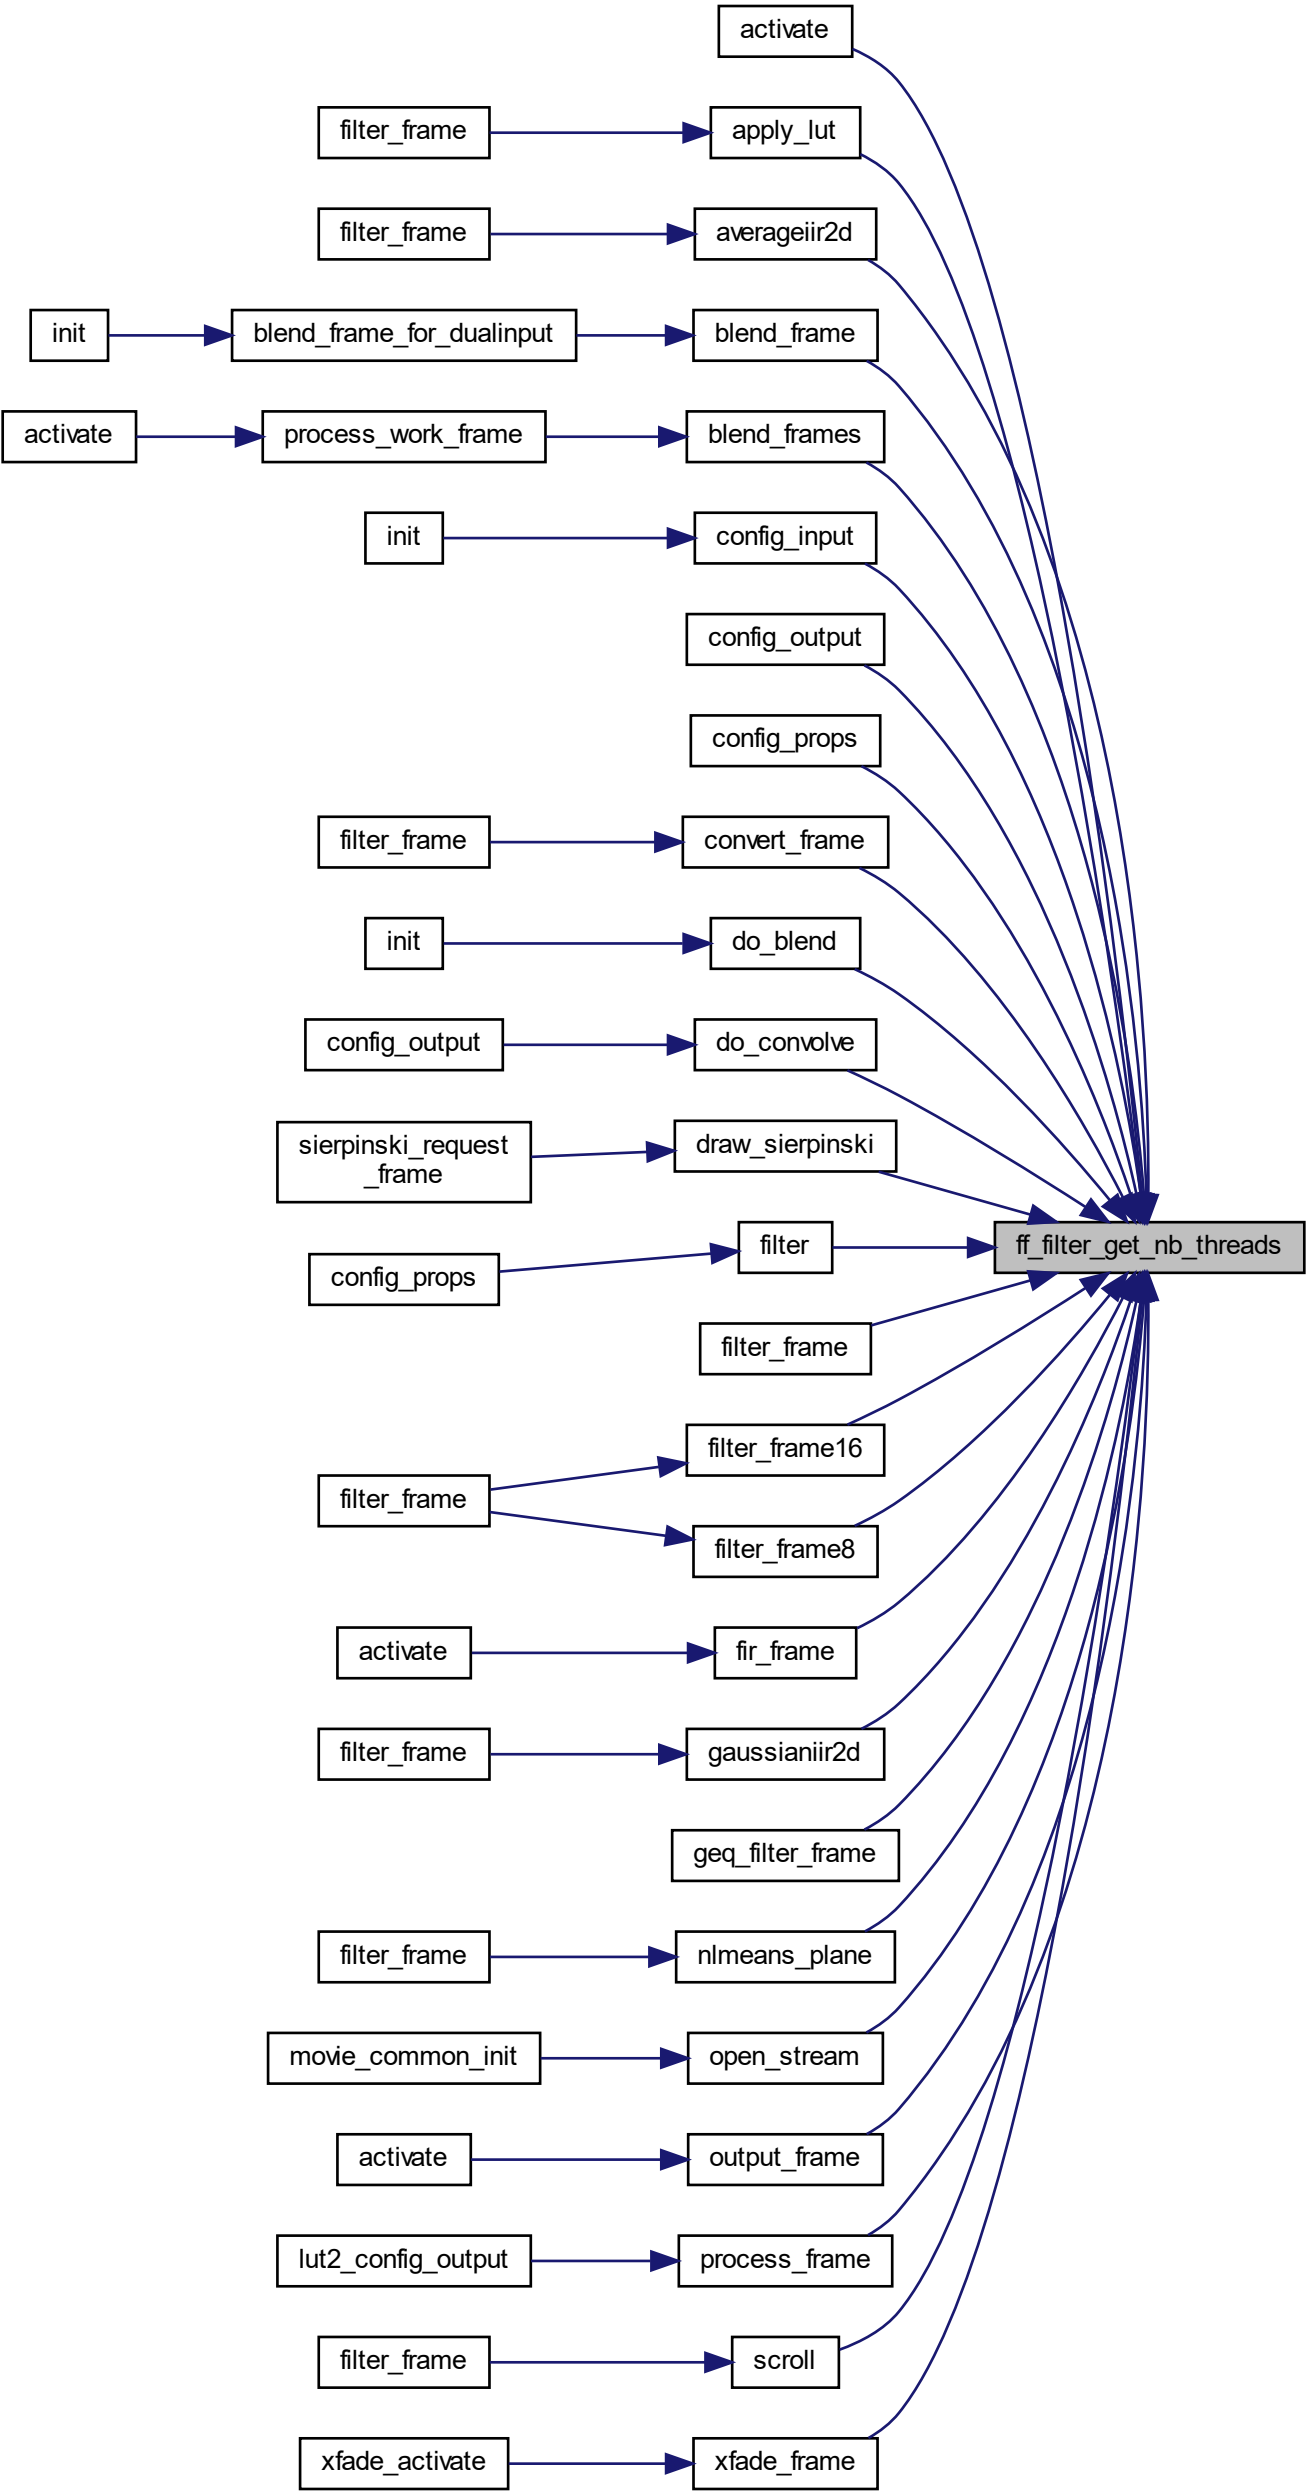 activate
filter_frame
apply_lut
filter_frame
averageiir2d
init
blend_frame_for_dualinput
blend_frame
activate
process_work_frame
blend_frames
init
config_input
config_output
config_props
filter_frame
convert_frame
init
do_blend
config_output
do_convolve
sierpinski_request
_frame
draw_sierpinski
config_props
filter
ff_filter_get_nb_threads
filter_frame
filter_frame16
filter_frame
filter_frame8
activate
fir_frame
filter_frame
gaussianiir2d
geq_filter_frame
filter_frame
nlmeans_plane
movie_common_init
open_stream
activate
output_frame
lut2_config_output
process_frame
filter_frame
scroll
xfade_activate
xfade_frame